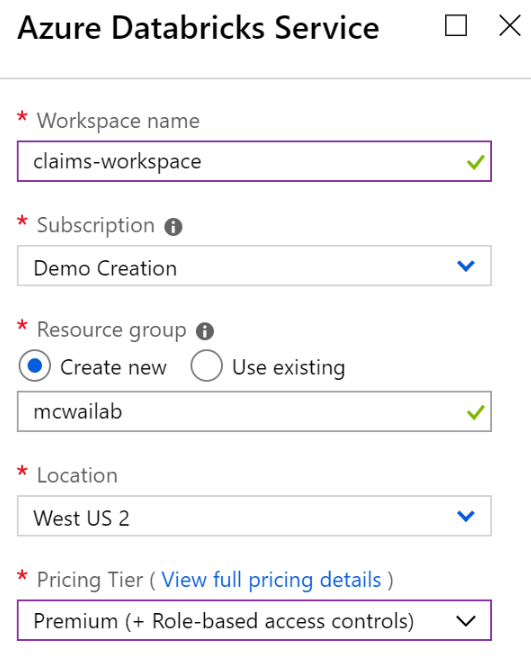 Azure Databricks Service
* Workspace name
claims-workspace
* Subscription
Demo Creation
* Resource group
Create new Use existing
mcwailab
* Location
West US 2
* Pricing Tier ( View full pricing details )
Premium (+ Role-based access controls)